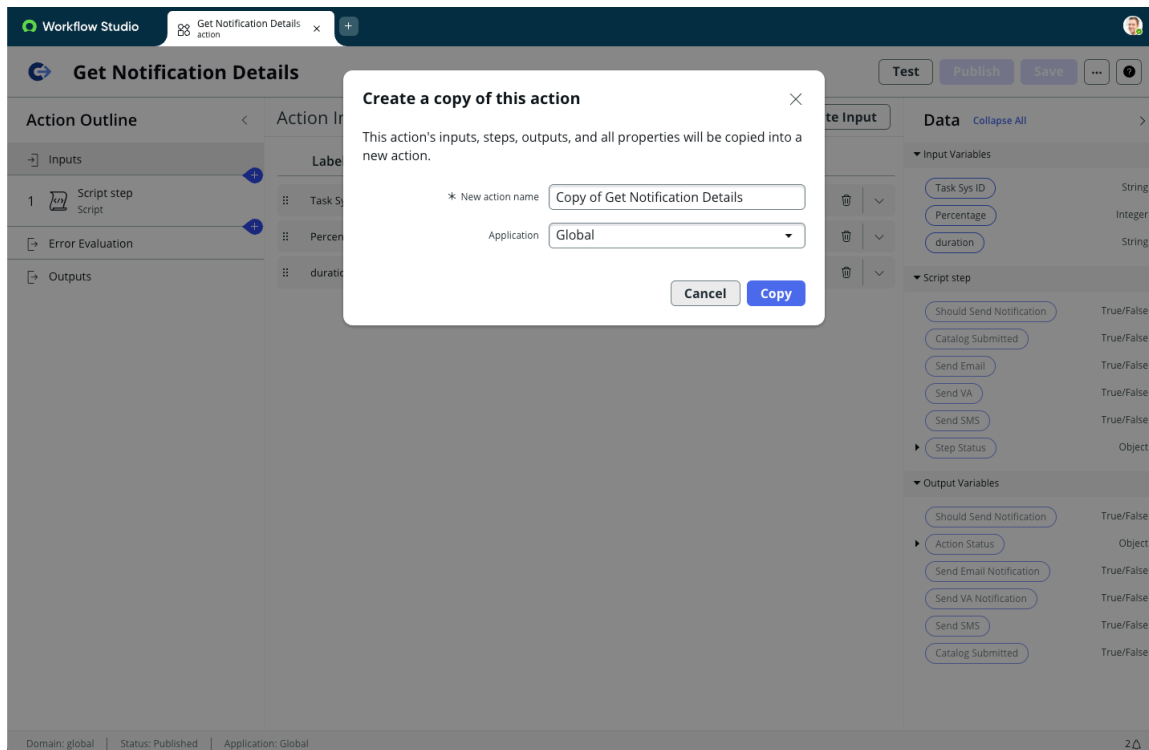 Workflow Studio
Get Notification Details
action
Get Notification Details
Test
Publish
Save
Action Outline
Inputs
1
Script step
Script
Error Evaluation
Outputs
Action In
te Input
Labe
Task Sy
Percen
duratio
Create a copy of this action
This action's inputs, steps, outputs, and all properties will be copied into a
new action.
* New action name Copy of Get Notification Details
Application Global
Cancel Copy
Data Collapse All
Input Variables
Task Sys ID String
Percentage Integer
duration String
Script step
Should Send Notification True/False
Catalog Submitted True/False
Send Email True/False
Send VA True/False
Send SMS True/False
Step Status Object
Output Variables
Should Send Notification True/False
Action Status Object
Send Email Notification True/False
Send VA Notification True/False
Send SMS True/False
Catalog Submitted True/False
Domain: global Status: Published Application: Global 2